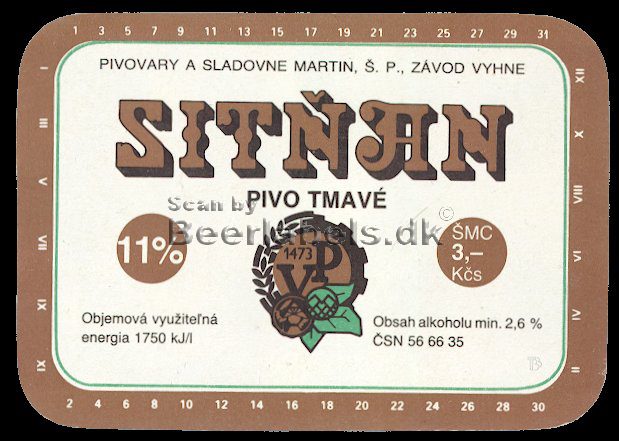 1 3 5 7 9 11 13 15 17 19 21 23 25 27 29 31
I III V VII IX XI
XII X VIII VI IV II
PIVOVARY A SLADOVNE MARTIN, Š. P., ZÁVOD VYHNE
SITŇAN
PIVO TMAVÉ
Scan by
Beerlabels.dk
©
11%
1473
VP
ŠMC
3,–
Kčs
Objemová využiteľná
energia 1750 kJ/l
Obsah alkoholu min. 2,6 %
ČSN 56 66 35
2 4 6 8 10 12 14 16 18 20 22 24 26 28 30